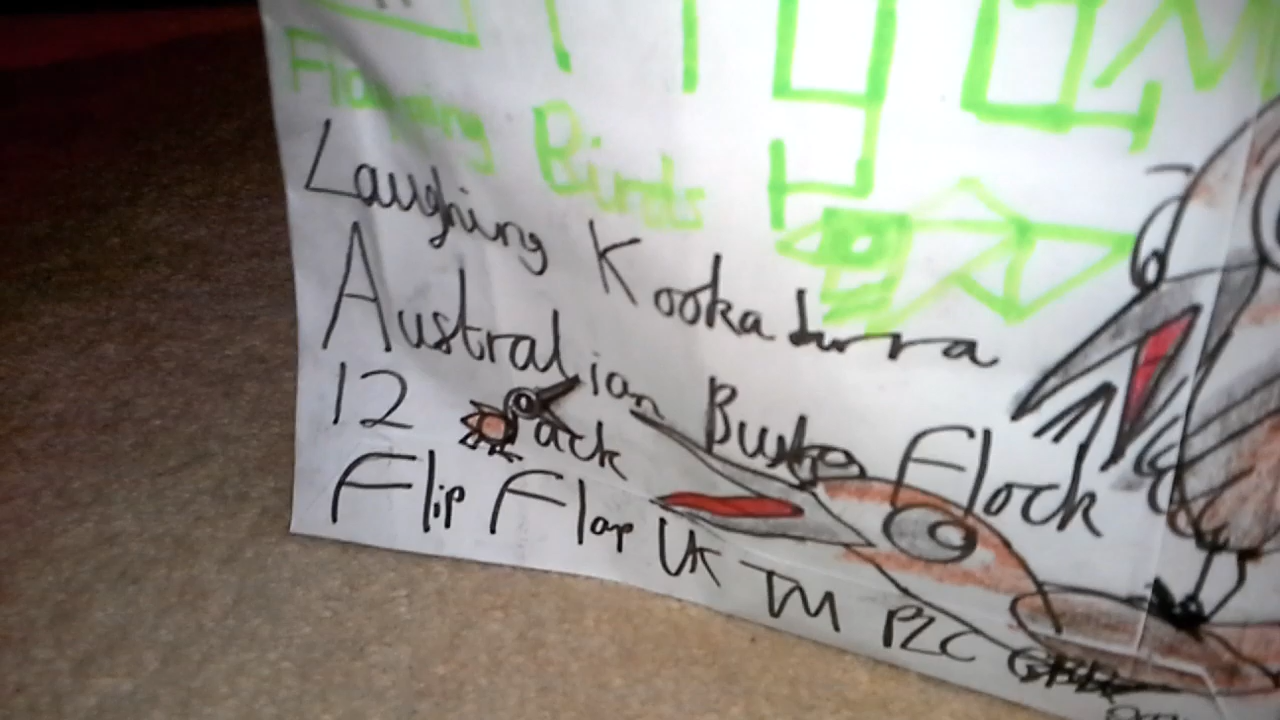 Flapping Birds
Laughing Kookaburra
Australian Bush Flock
12 Pack
Flip Flap UK TM PLC